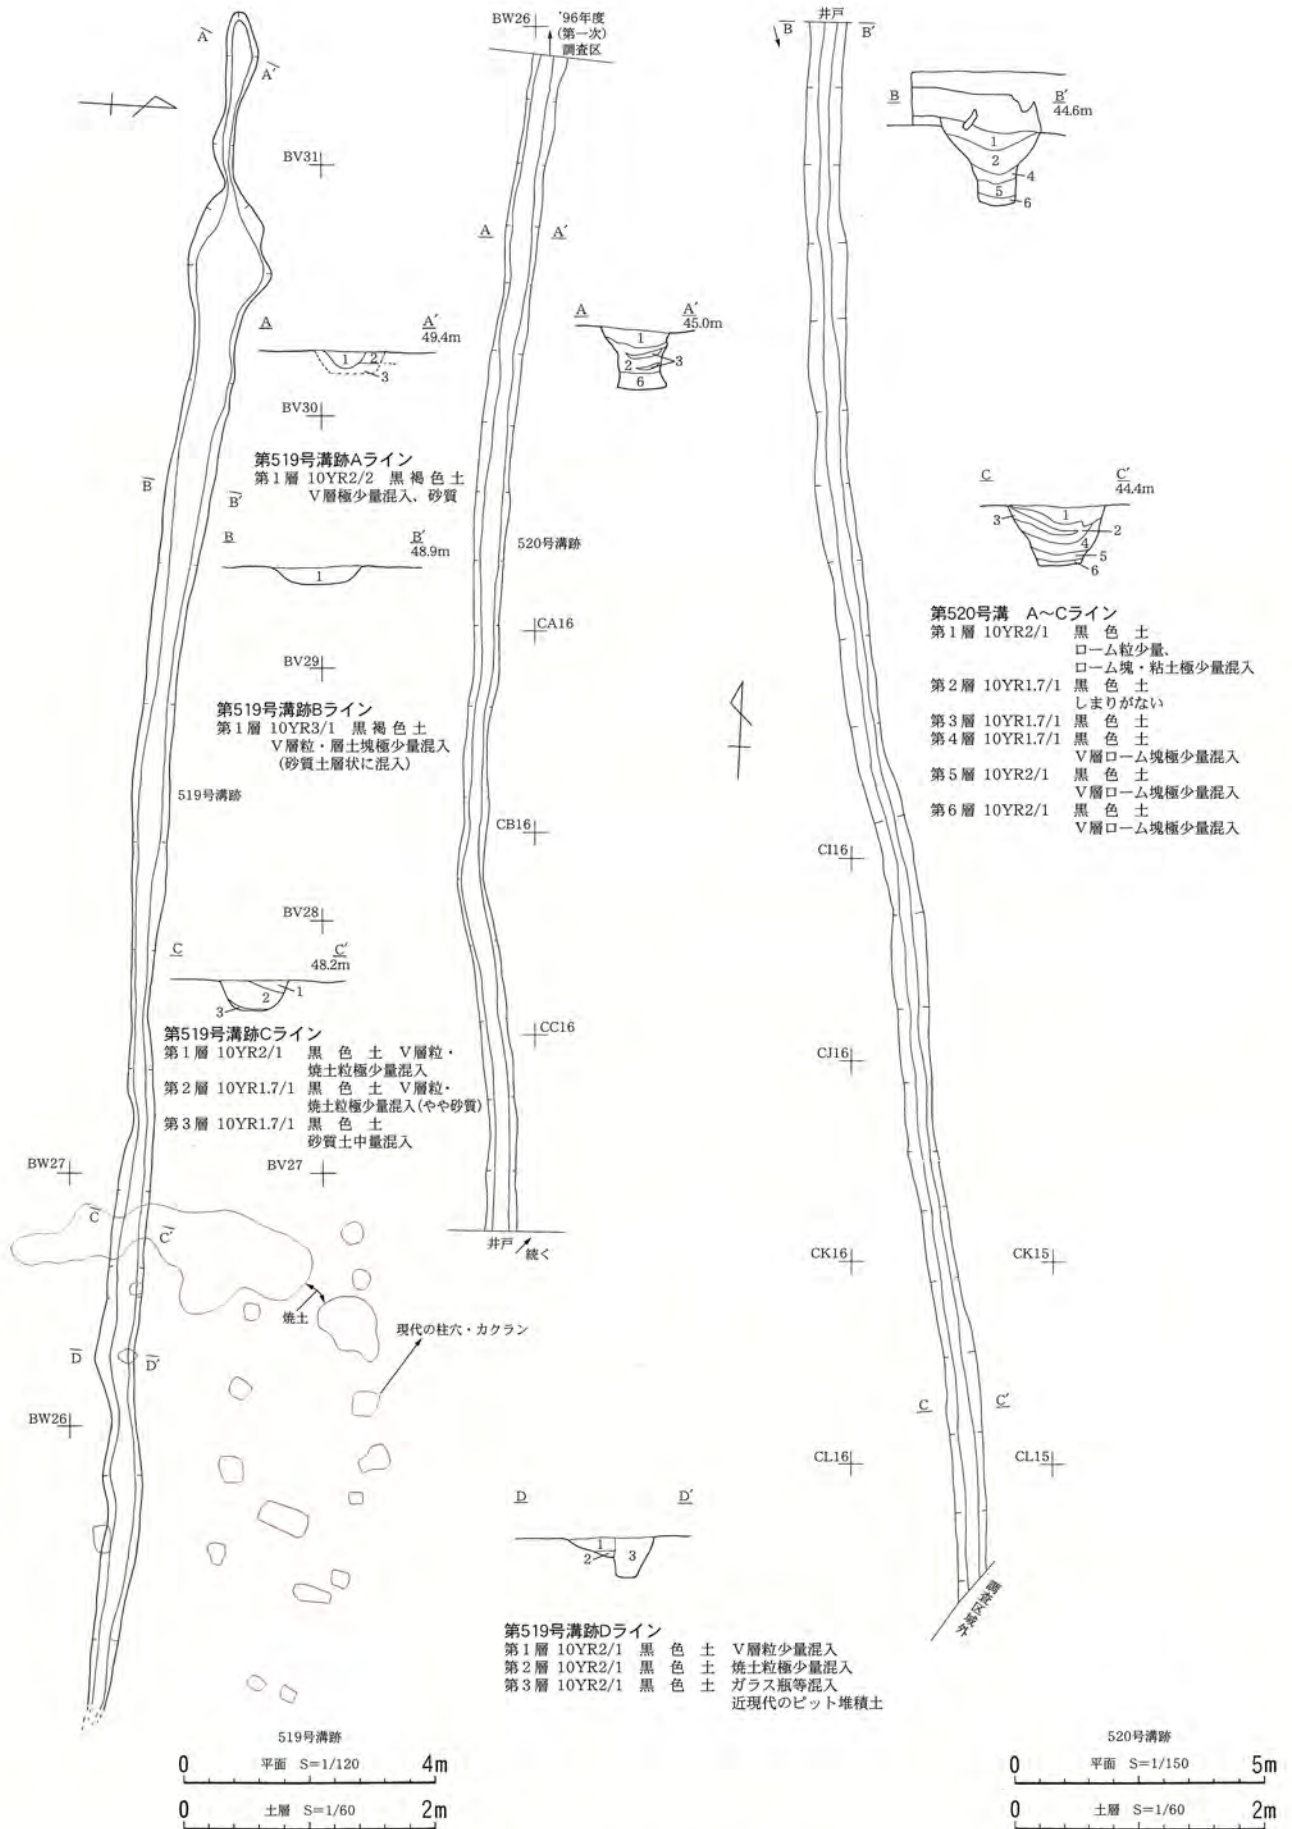 A
A′
BV31
A
A′
49.4m
1
2
3
BV30
第519号溝跡Aライン
第1層 10YR2/2 黒褐色土
V層極少量混入、砂質
B
B′
B
B′
48.9m
1
BV29
第519号溝跡Bライン
第1層 10YR3/1 黒褐色土
V層粒・層土塊極少量混入
(砂質土層状に混入)
519号溝跡
BV28
C
C′
48.2m
1
2
3
第519号溝跡Cライン
第1層 10YR2/1 黒色土 V層粒・
焼土粒極少量混入
第2層 10YR1.7/1 黒色土 V層粒・
焼土粒極少量混入(やや砂質)
第3層 10YR1.7/1 黒色土
砂質土中量混入
BW27
BV27
C
C′
焼土
現代の柱穴・カクラン
D
D′
BW26
BW26
'96年度
(第一次)
調査区
A
A′
A
A′
45.0m
1
2
3
6
520号溝跡
CA16
CB16
CC16
井戸
続く
D
D′
1
2
3
第519号溝跡Dライン
第1層 10YR2/1 黒色土 V層粒少量混入
第2層 10YR2/1 黒色土 焼土粒極少量混入
第3層 10YR2/1 黒色土 ガラス瓶等混入
近現代のピット堆積土
井戸
B
B′
B
B′
44.6m
1
2
4
5
6
C
C′
44.4m
1
2
3
4
5
6
第520号溝 A〜Cライン
第1層 10YR2/1 黒色土
ローム粒少量、
ローム塊・粘土極少量混入
第2層 10YR1.7/1 黒色土
しまりがない
第3層 10YR1.7/1 黒色土
第4層 10YR1.7/1 黒色土
V層ローム塊極少量混入
第5層 10YR2/1 黒色土
V層ローム塊極少量混入
第6層 10YR2/1 黒色土
V層ローム塊極少量混入
CI16
CJ16
CK16
CK15
C
C′
CL16
CL15
調査区域外
519号溝跡
0 平面 S=1/120 4m
0 土層 S=1/60 2m
520号溝跡
0 平面 S=1/150 5m
0 土層 S=1/60 2m